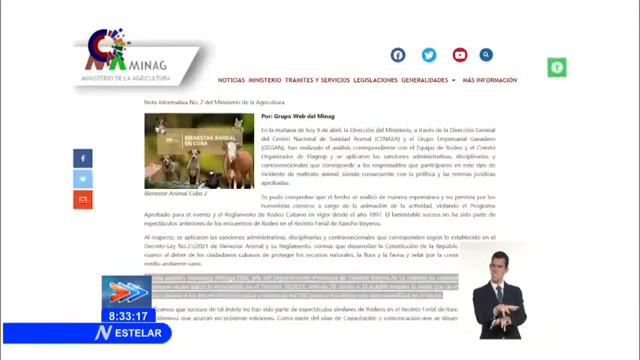 MINAG
MINISTERIO DE LA AGRICULTURA
NOTICIAS MINISTERIO TRÁMITES Y SERVICIOS LEGISLACIONES GENERALIDADES MÁS INFORMACIÓN
Nota informativa No. 2 del Ministerio de la Agricultura
BIENESTAR ANIMAL
EN CUBA
Bienestar Animal Cuba 2
Por: Grupo Web del Minag
En la mañana de hoy 9 de abril, la Dirección del Ministerio, a través de la Dirección General
del Centro Nacional de Sanidad Animal (CENASA) y el Grupo Empresarial Ganadero
(GEGAN), han realizado el análisis correspondiente con el Equipo de Rodeo y el Comité
Organizador de Fiagrop y se aplicaron las sanciones administrativas, disciplinarias y
contravencionales que corresponde a los responsables que participaron en este tipo de
incidente de maltrato animal, siendo consecuente con la política y las normas jurídicas
aprobadas.
Se pudo comprobar que el hecho se realizó de manera espontánea y no prevista por los
humoristas cómicos a cargo de la animación de la actividad, violando el Programa
Aprobado para el evento y el Reglamento de Rodeo Cubano en vigor desde el año 1997. El lamentable suceso no ha sido parte de
espectáculos anteriores de los encuentros de Rodeo en el Recinto Ferial de Rancho Boyeros.
Al respecto, se aplicaron las sanciones administrativas, disciplinarias y contravencionales que corresponden según lo establecido en el
Decreto-Ley No.31/2021 de Bienestar Animal y su Reglamento, normas que desarrollan la Constitución de la República,
cuanto al deber de los ciudadanos cubanos de proteger los recursos naturales, la flora y la fauna y velar por la
medio ambiente sano.
que sucesos de tal índole no han sido parte de espectáculos similares de Rodeo en el Recinto Ferial de
que acurran en próximas ediciones. Como parte del plan de Capacitación y comunicación que se
8:33:17
N ESTELAR